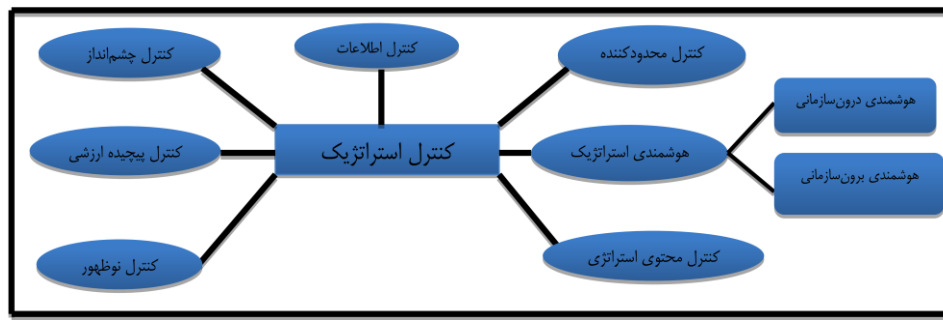 کنترل محدودکننده
کنترل اطلاعات
کنترل چشم‌انداز
هوشمندی درون‌سازمانی
هوشمندی استراتژیک
کنترل استراتژیک
کنترل پیچیده ارزشی
هوشمندی برون‌سازمانی
کنترل محتوی استراتژی
کنترل نوظهور